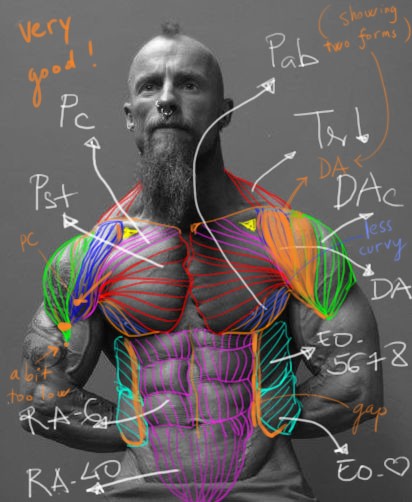 very
good!
(showing
two forms)
Pab
Pc
DA
Pst
DAc
PC
less
curvy
DA
EO-
5678
a bit
too low
RA-6
gap
RA-40
EO-♡